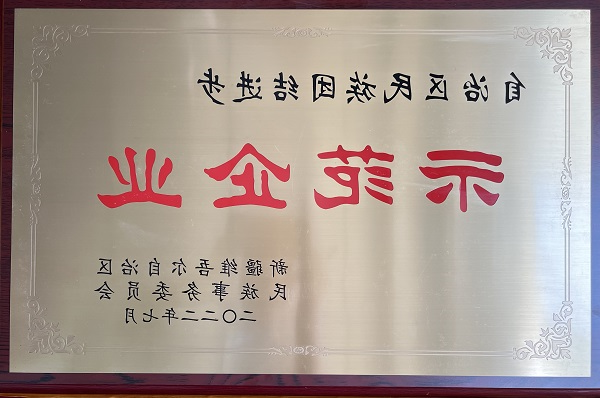 自治区民族团结进步
示范企业
新疆维吾尔自治区
民族事务委员会
二〇二二年七月